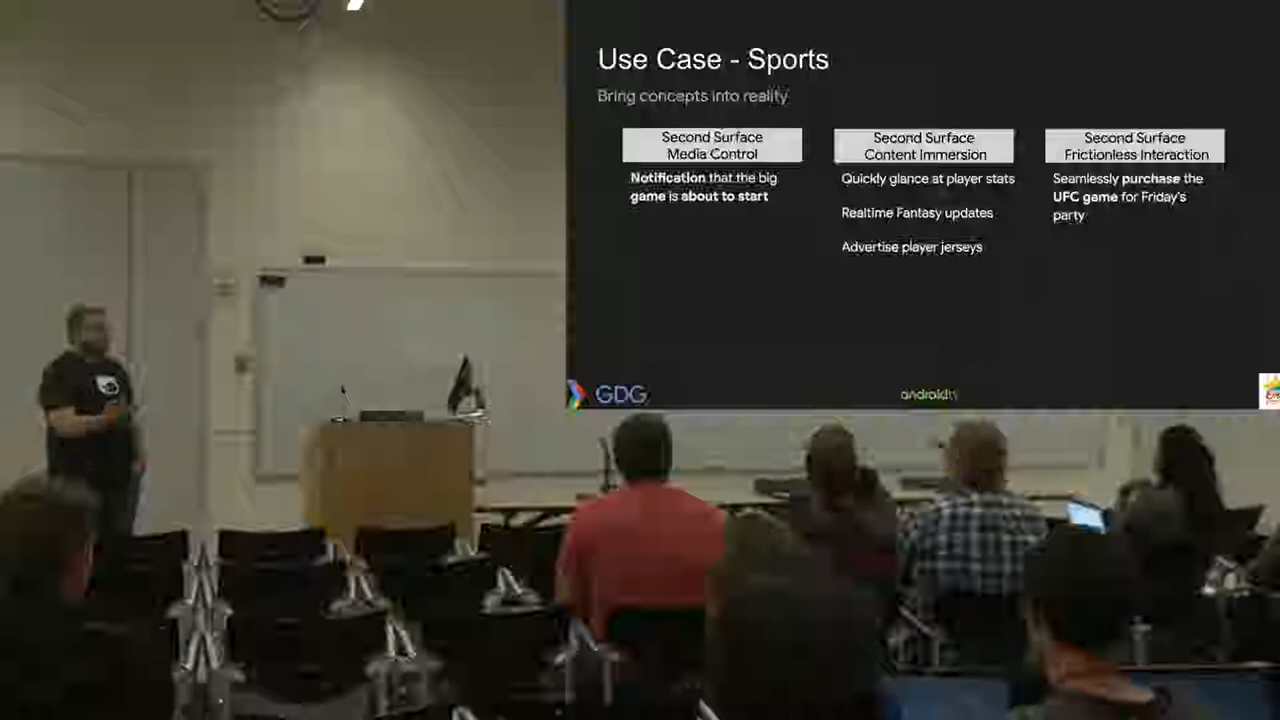 Use Case - Sports
Bring concepts into reality
Second Surface
Media Control
Notification that the big
game is about to start
Second Surface
Content Immersion
Quickly glance at player stats
Realtime Fantasy updates
Advertise player jerseys
Second Surface
Frictionless Interaction
Seamlessly purchase the
UFC game for Friday's
party
GDG
androidtv